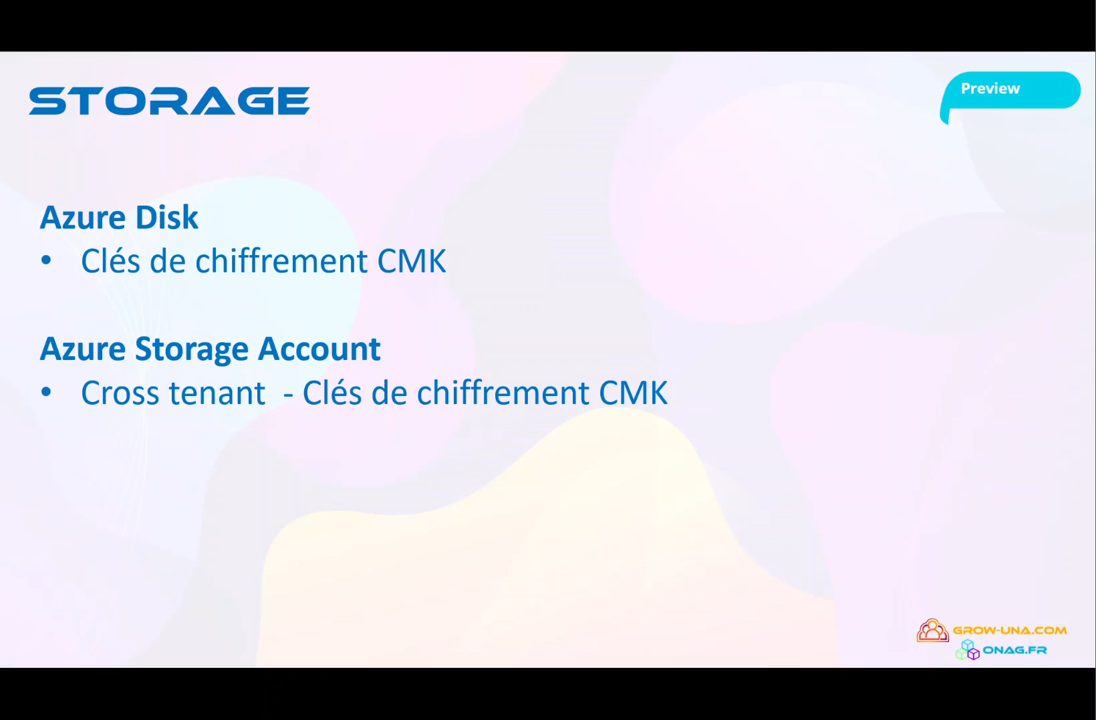 STORAGE
Preview
Azure Disk
• Clés de chiffrement CMK
Azure Storage Account
• Cross tenant - Clés de chiffrement CMK
GROW-UNA.COM
ONAG.FR